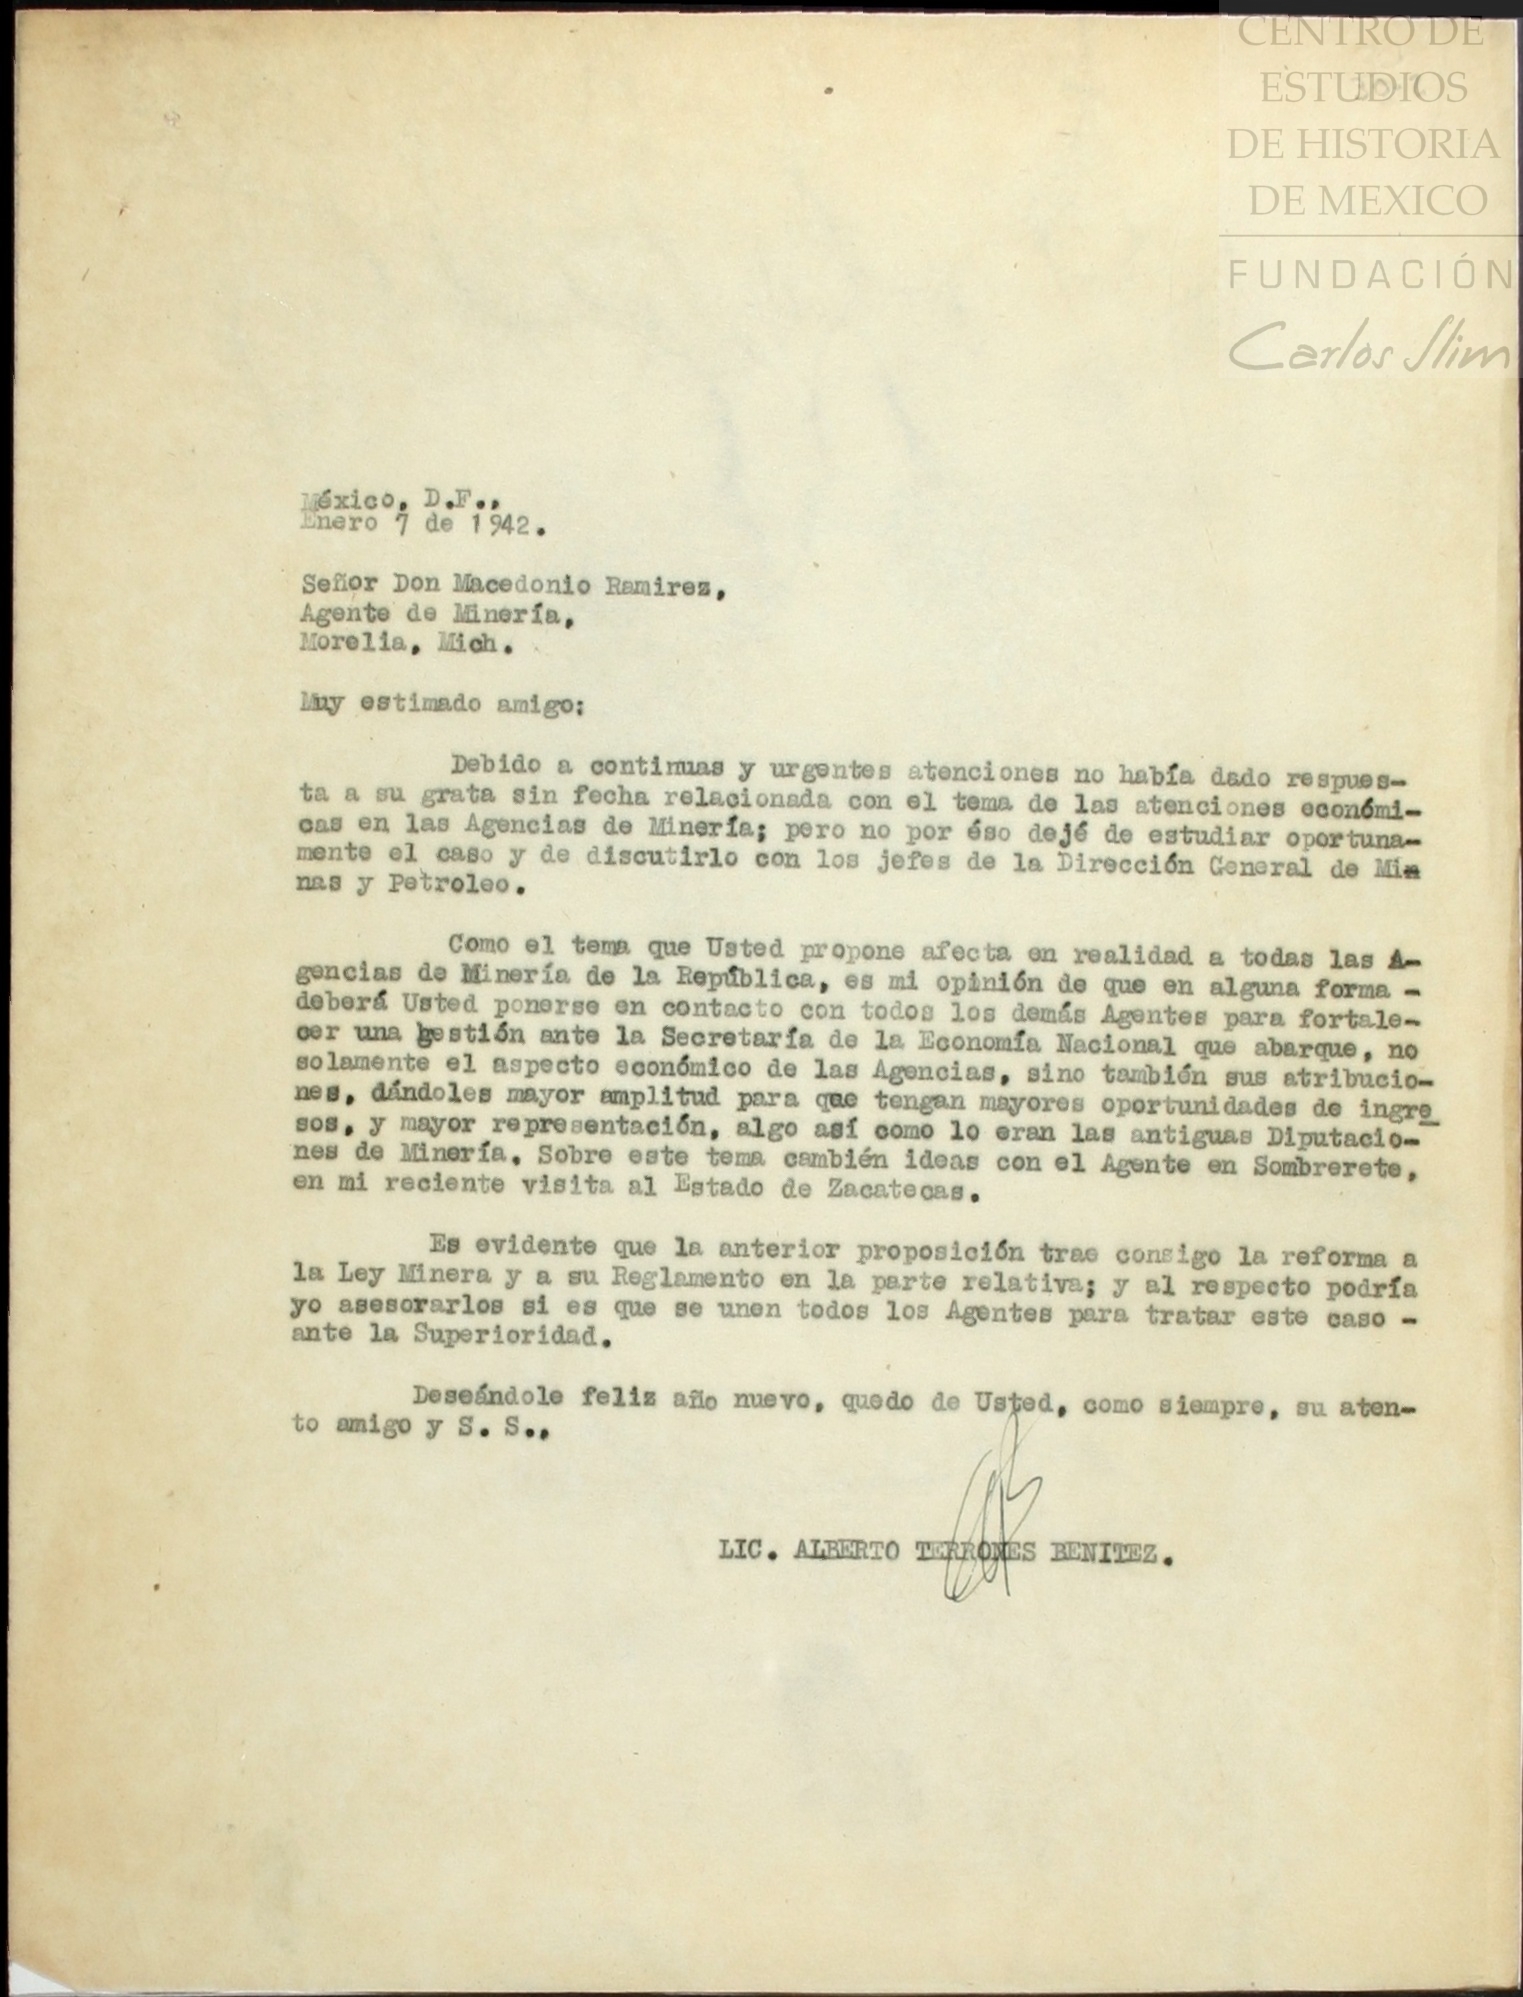 CENTRO DE
ESTUDIOS
DE HISTORIA
DE MEXICO
FUNDACIÓN
Carlos Slim
México, D.F.,
Enero 7 de 1942.
Señor Don Macedonio Ramirez,
Agente de Minería,
Morelia, Mich.
Muy estimado amigo:
Debido a continuas y urgentes atenciones no había dado respues-
ta a su grata sin fecha relacionada con el tema de las atenciones económi-
cas en las Agencias de Minería; pero no por éso dejé de estudiar oportuna-
mente el caso y de discutirlo con los jefes de la Dirección General de Mi-
nas y Petroleo.
Como el tema que Usted propone afecta en realidad a todas las A-
gencias de Minería de la República, es mi opinión de que en alguna forma -
deberá Usted ponerse en contacto con todos los demás Agentes para fortale-
cer una gestión ante la Secretaría de la Economía Nacional que abarque, no
solamente el aspecto económico de las Agencias, sino también sus atribucio-
nes, dándoles mayor amplitud para que tengan mayores oportunidades de ingre_
sos, y mayor representación, algo así como lo eran las antiguas Diputacio-
nes de Minería. Sobre este tema cambién ideas con el Agente en Sombrerete,
en mi reciente visita al Estado de Zacatecas.
Es evidente que la anterior proposición trae consigo la reforma a
la Ley Minera y a su Reglamento en la parte relativa; y al respecto podría
yo asesorarlos si es que se unen todos los Agentes para tratar este caso -
ante la Superioridad.
Deseándole feliz año nuevo, quedo de Usted, como siempre, su aten-
to amigo y S. S.,
LIC. ALBERTO TERRONES BENITEZ.